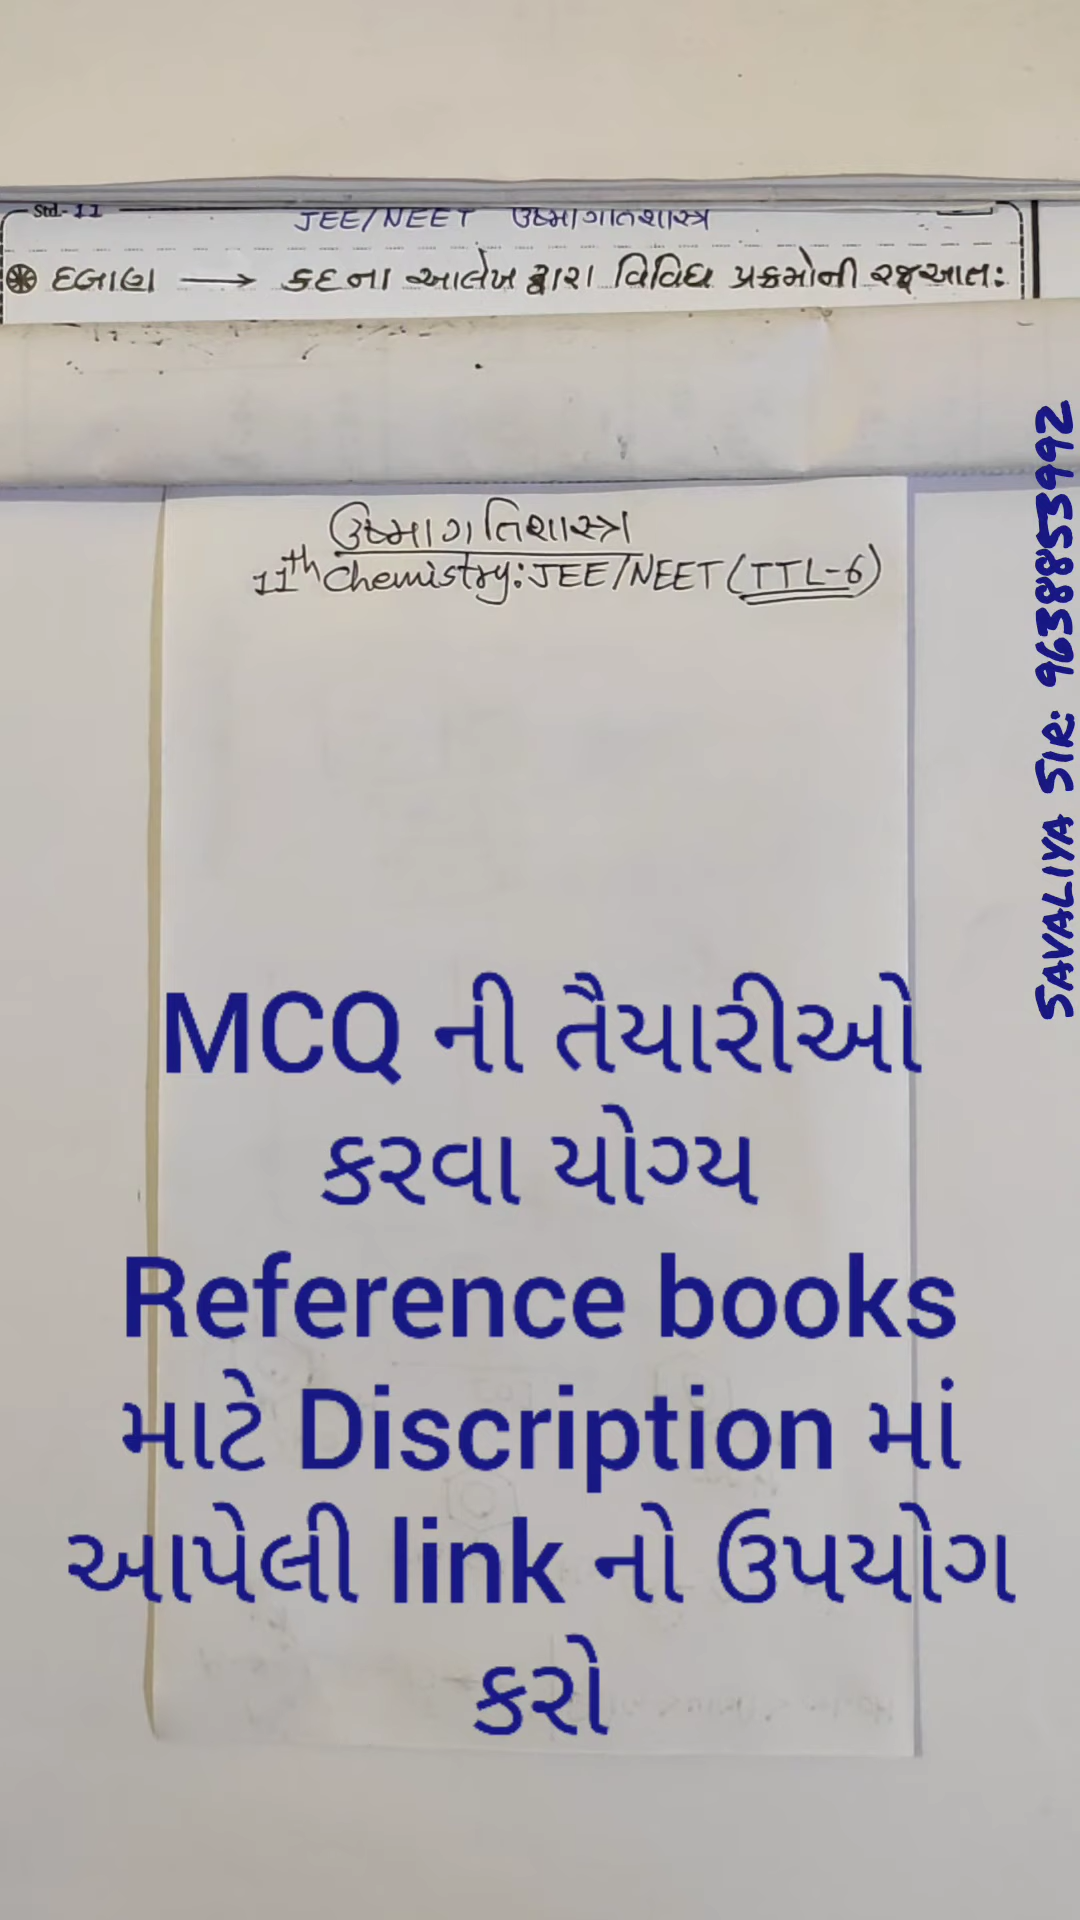 Std.- 11
JEE/NEET ઉષ્માગતિશાસ્ત્ર
દબાણ → કદના આલેખ દ્વારા વિવિધ પ્રક્રમોની રજૂઆત:
ઉષ્માગતિશાસ્ત્ર
11th Chemistry: JEE/NEET (TTL-6)
SAVALIYA SIR: 9638853992
MCQ ની તૈયારીઓ
કરવા યોગ્ય
Reference books
માટે Discription માં
આપેલી link નો ઉપયોગ
કરો